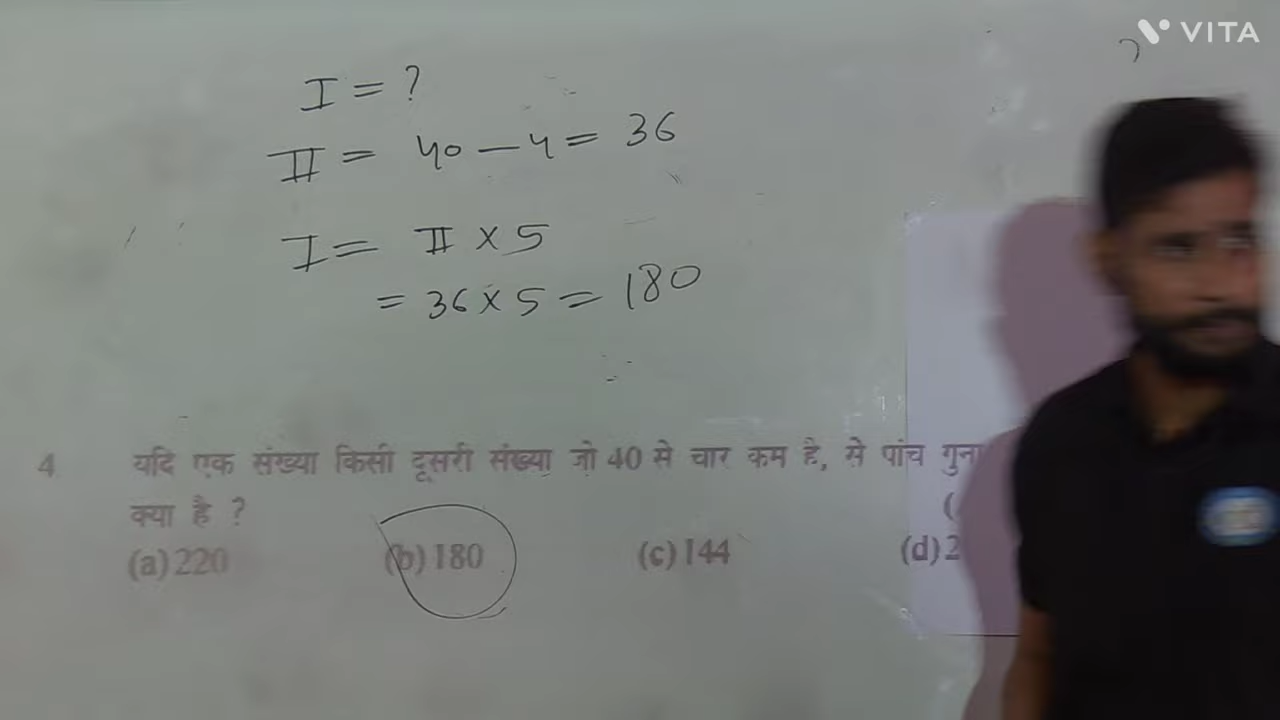 VITA
I = ?
II = 40 — 4 = 36
I = II × 5
= 36 × 5 = 180
4 यदि एक संख्या किसी दूसरी संख्या जो 40 से चार कम है, से पांच गुना
क्या है ? (
(a) 220 (b) 180 (c) 144 (d) 2